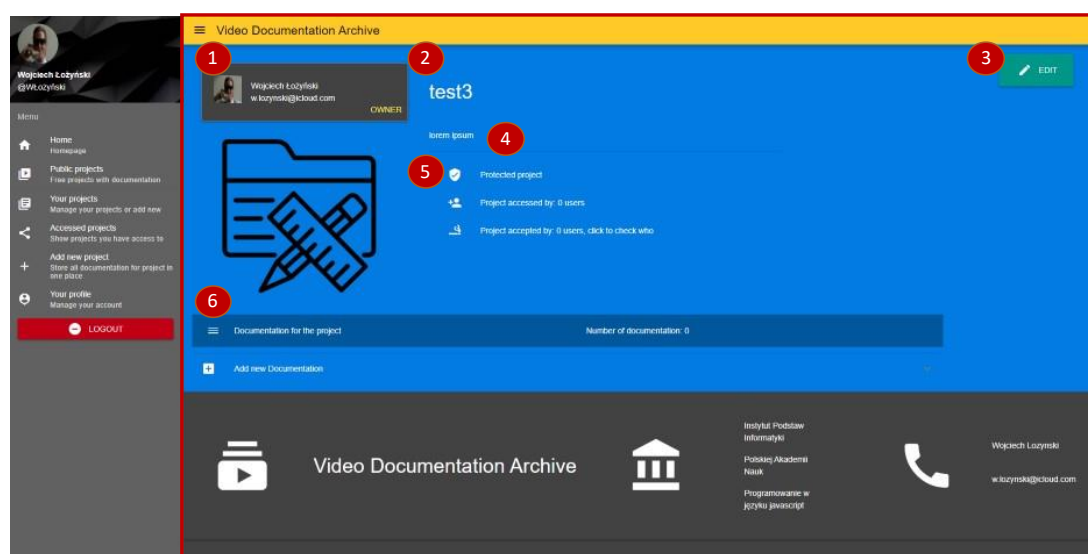 Wojciech Łożyński
@WŁożyński
Menu
Home
Homepage
Public projects
Free projects with documentation
Your projects
Manage your projects or add new
Accessed projects
Show projects you have access to
Add new project
Store all documentation for project in
one place
Your profile
Manage your account
LOGOUT
Video Documentation Archive
1
2
3
Wojciech Łożyński
w.lozynski@icloud.com
OWNER
test3
EDIT
lorem ipsum
4
5
Protected project
Project accessed by: 0 users
Project accepted by: 0 users, click to check who
6
Documentation for the project
Number of documentation: 0
Add new Documentation
Video Documentation Archive
Instytut Podstaw
Informatyki
Polskiej Akademii
Nauk
Programowanie w
języku javascript
Wojciech Lozynski
w.lozynski@icloud.com